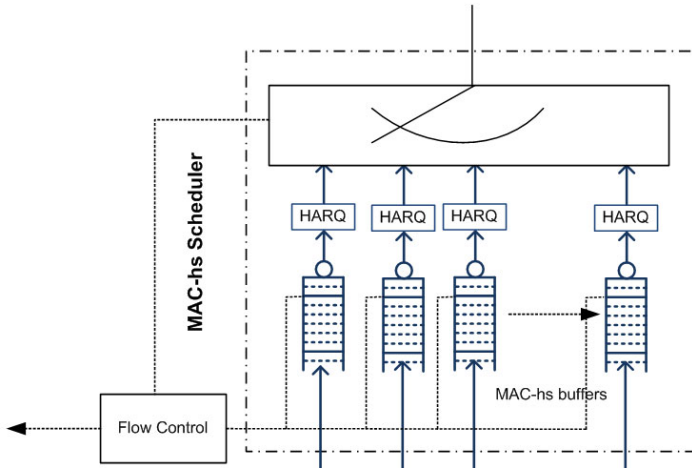 MAC-hs Scheduler
HARQ
HARQ
HARQ
HARQ
MAC-hs buffers
Flow Control